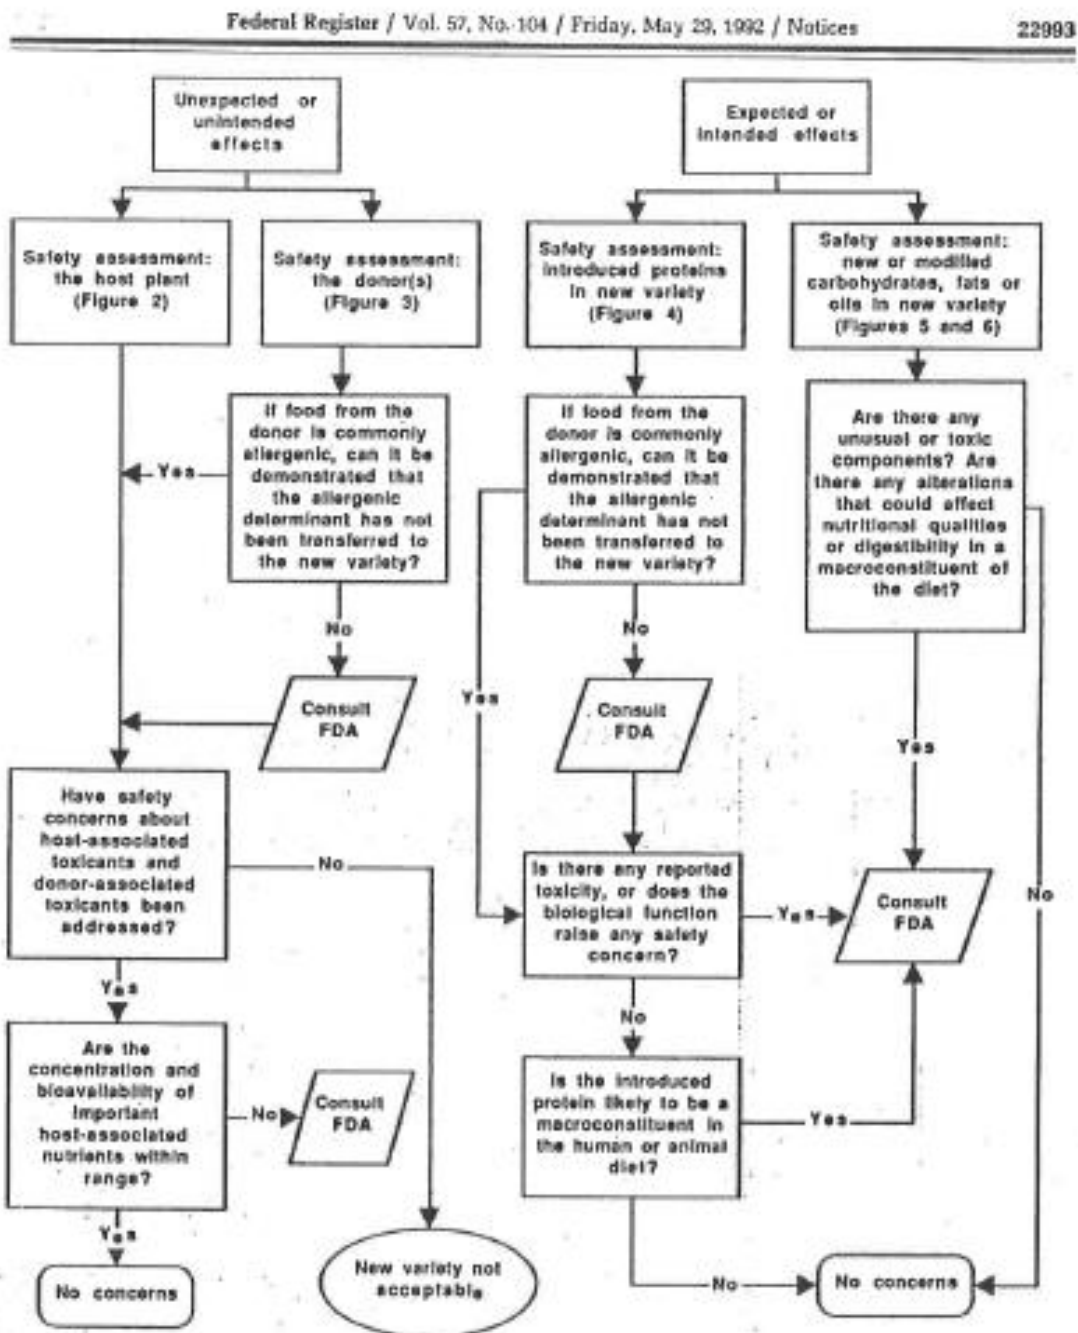 Federal Register / Vol. 57, No. 104 / Friday, May 29, 1992 / Notices
22993
Unexpected or
unintended
effects
Expected or
Intended effects
Safety assessment:
the host plant
(Figure 2)
Safety assessment:
the donor(s)
(Figure 3)
Safety assessment:
introduced proteins
in new variety
(Figure 4)
Safety assessment:
new or modified
carbohydrates, fats or
oils in new variety
(Figures 5 and 6)
If food from the
donor is commonly
allergenic, can it be
demonstrated that
the allergenic
determinant has not
been transferred to
the new variety?
If food from the
donor is commonly
allergenic, can it be
demonstrated that
the allergenic
determinant has not
been transferred to
the new variety?
Are there any
unusual or toxic
components? Are
there any alterations
that could affect
nutritional qualities
or digestibility in a
macroconstituent of
the diet?
Yes
No
No
Consult
FDA
Yes
Consult
FDA
Yes
Have safety
concerns about
host-associated
toxicants and
donor-associated
toxicants been
addressed?
No
Is there any reported
toxicity, or does the
biological function
raise any safety
concern?
Yes
Consult
FDA
No
Yes
No
Are the
concentration and
bioavailability of
important
host-associated
nutrients within
range?
No
Consult
FDA
Is the introduced
protein likely to be a
macroconstituent in
the human or animal
diet?
Yes
Yes
No concerns
New variety not
acceptable
No
No concerns